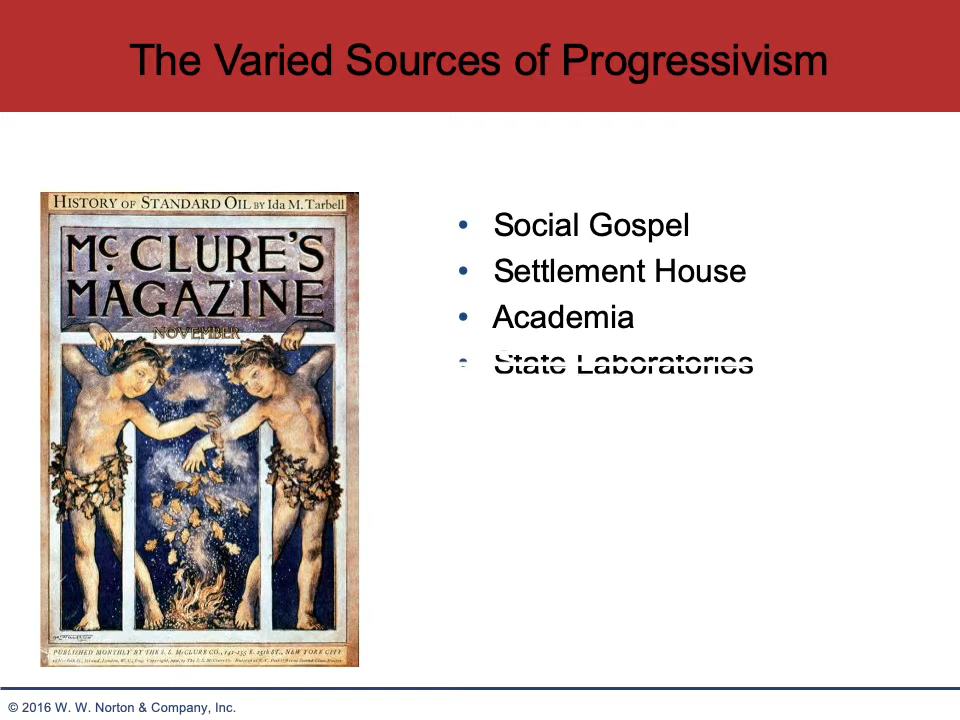 The Varied Sources of Progressivism
HISTORY OF STANDARD OIL BY Ida M. Tarbell
McCLURE'S
MAGAZINE
NOVEMBER
• Social Gospel
• Settlement House
• Academia
• State Laboratories
PUBLISHED MONTHLY BY THE S. S. McCLURE CO., 141-155 E. 25th ST., NEW YORK CITY
© 2016 W. W. Norton & Company, Inc.